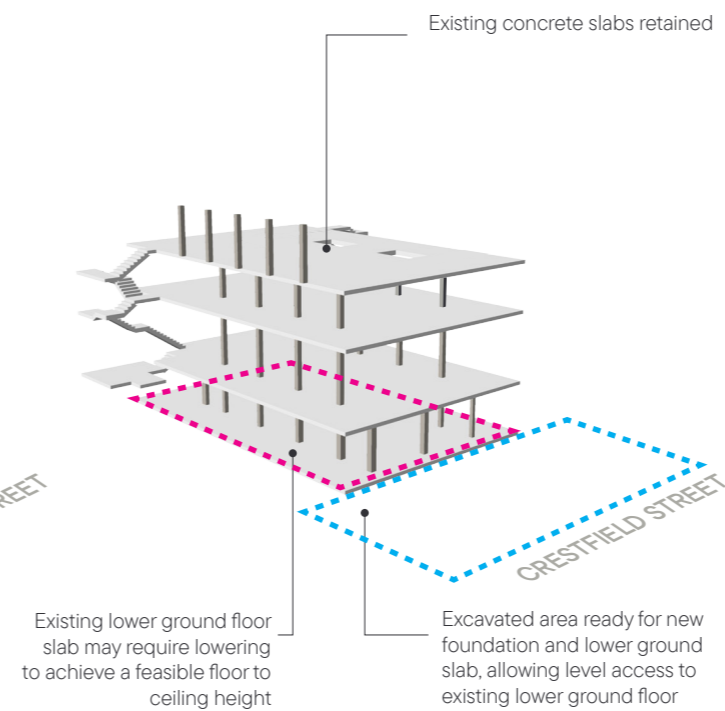 Existing concrete slabs retained
REET
CRESTFIELD STREET
Existing lower ground floor
slab may require lowering
to achieve a feasible floor to
ceiling height
Excavated area ready for new
foundation and lower ground
slab, allowing level access to
existing lower ground floor